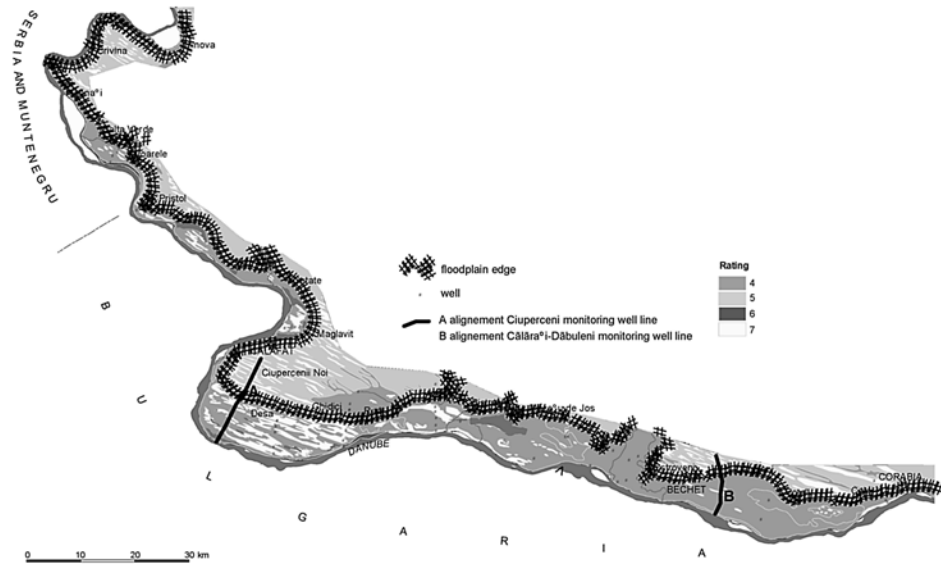 SERBIA AND MUNTENEGRU
Pristol
Maglavit
Ciupercenii Noi
Desa
DANUBE
BECHET
CORABIA
A
B
B U L G A R I A
floodplain edge
well
A alignement Ciuperceni monitoring well line
B alignement Călăraºi-Dăbuleni monitoring well line
Rating
4
5
6
7
0 10 20 30 km